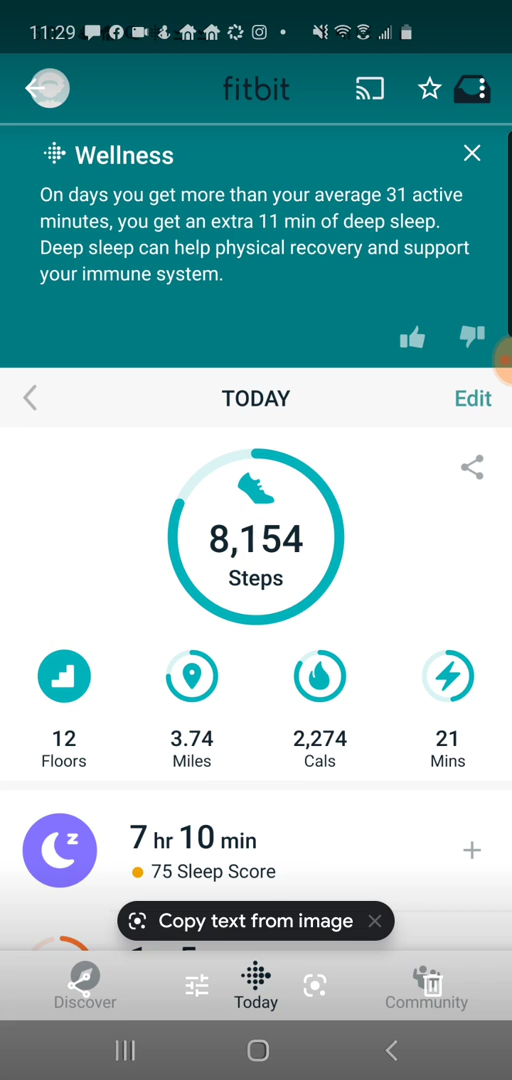 11:29
fitbit
Wellness
On days you get more than your average 31 active
minutes, you get an extra 11 min of deep sleep.
Deep sleep can help physical recovery and support
your immune system.
TODAY
Edit
8,154
Steps
12
Floors
3.74
Miles
2,274
Cals
21
Mins
7 hr 10 min
75 Sleep Score
Copy text from image
Discover
Today
Community